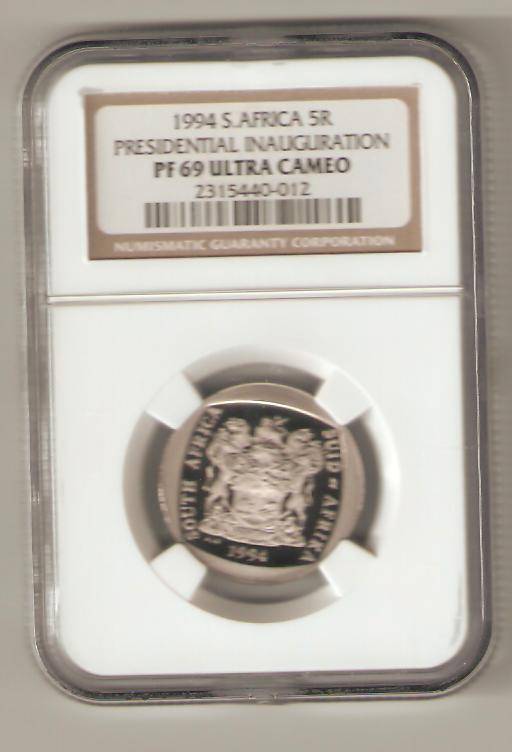 1994 S.AFRICA 5R
PRESIDENTIAL INAUGURATION
PF 69 ULTRA CAMEO
2315440-012
NUMISMATIC GUARANTY CORPORATION
SOUTH AFRICA
SUID = AFRIKA
1994